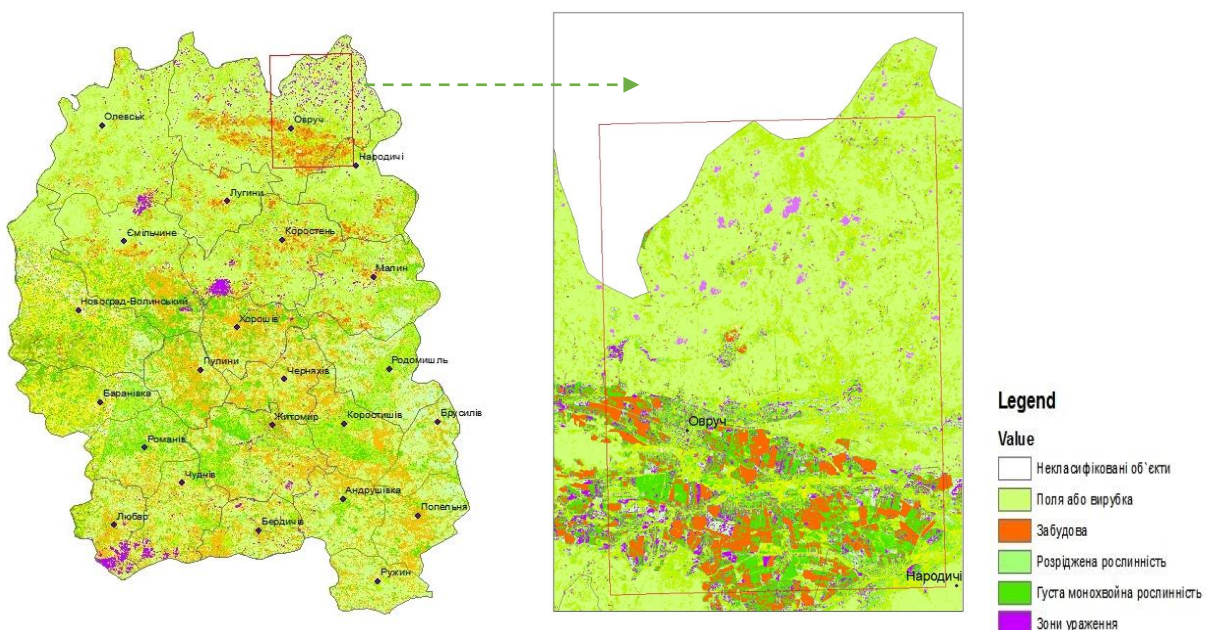 Олевськ
Овруч
Народичі
Лугини
Ємільчине
Коростень
Малин
Новоград-Волинський
Хорошів
Пулини
Черняхів
Родомишль
Баранівка
Житомир
Коростишів
Брусилів
Романів
Чуднів
Андрушівка
Попельня
Любар
Бердичів
Ружин
Овруч
Народичі
Legend
Value
Некласифіковані об`єкти
Поля або вирубка
Забудова
Розріджена рослинність
Густа монохвойна рослинність
Зони ураження